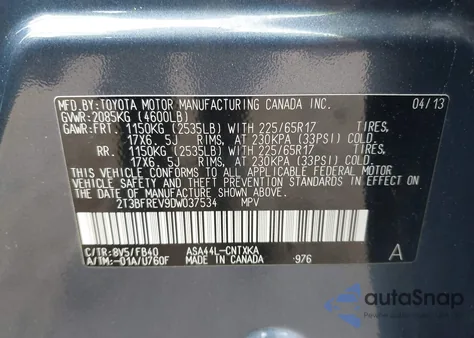 MFD.BY:TOYOTA MOTOR MANUFACTURING CANADA INC. 04/13
GVWR:2085KG (4600LB)
GAWR:FRT. 1150KG (2535LB) WITH 225/65R17 TIRES,
17X6. 5J RIMS, AT 230KPA (33PSI) COLD
RR. 1150KG (2535LB) WITH 225/65R17 TIRES,
17X6. 5J RIMS, AT 230KPA (33PSI) COLD
THIS VEHICLE CONFORMS TO ALL APPLICABLE FEDERAL MOTOR
VEHICLE SAFETY AND THEFT PREVENTION STANDARDS IN EFFECT ON THE
DATE OF MANUFACTURE SHOWN ABOVE.
2T3BFREV9DW037534 MPV
C/TR:8V5/FB40 ASA44L-CNTXKA A
A/TM:-01A/U760F MADE IN CANADA 976
autoSnap
POWERED BY